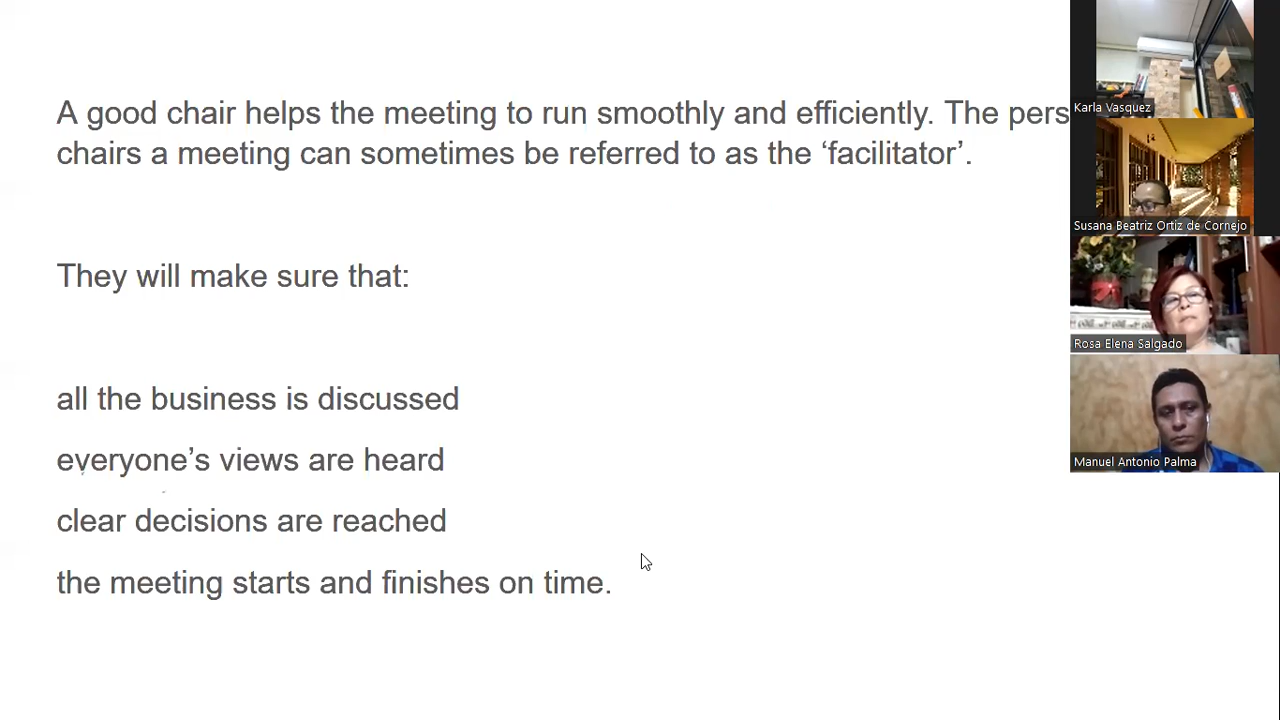 A good chair helps the meeting to run smoothly and efficiently. The pers
chairs a meeting can sometimes be referred to as the ‘facilitator’.
They will make sure that:
all the business is discussed
everyone’s views are heard
clear decisions are reached
the meeting starts and finishes on time.
Karla Vasquez
Susana Beatriz Ortiz de Cornejo
Rosa Elena Salgado
Manuel Antonio Palma